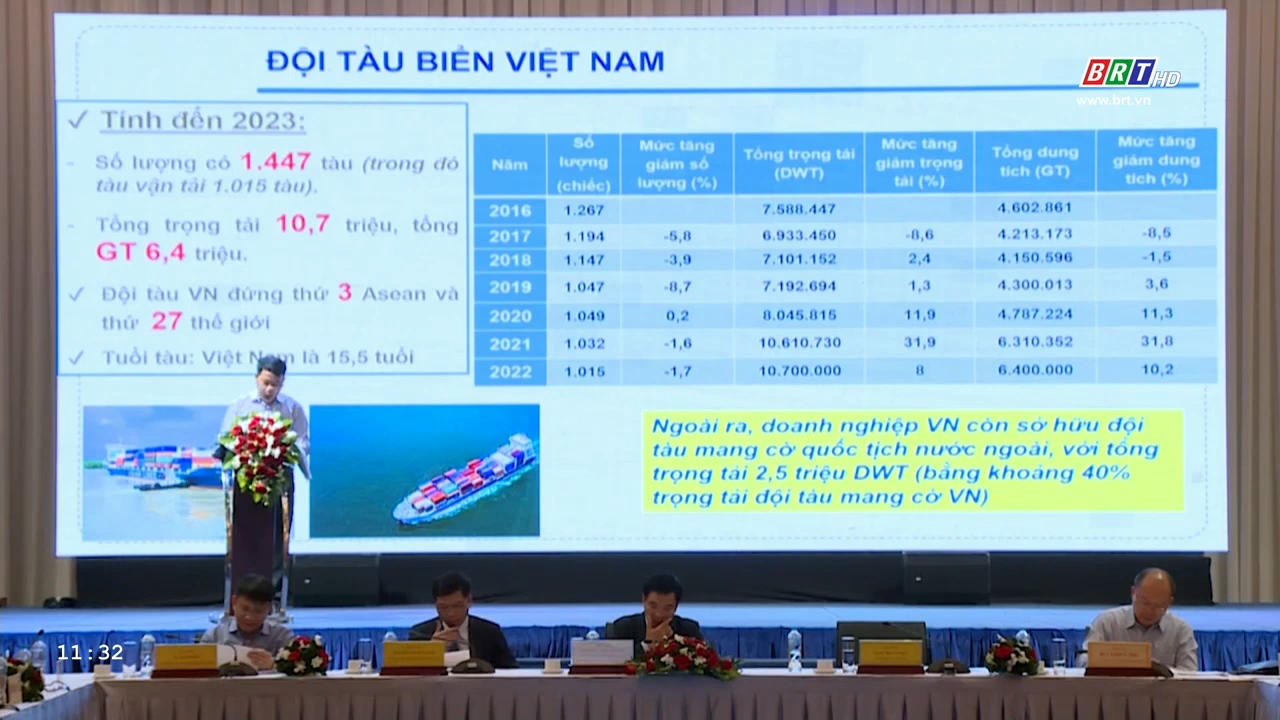 ĐỘI TÀU BIỂN VIỆT NAM
BRT HD
www.brt.vn
✓ Tính đến 2023:
- Số lượng có 1.447 tàu (trong đó
tàu vận tải 1.015 tàu).
- Tổng trọng tải 10,7 triệu, tổng
GT 6,4 triệu.
✓ Đội tàu VN đứng thứ 3 Asean và
thứ 27 thế giới
✓ Tuổi tàu: Việt Nam là 15,5 tuổi
Năm | Số lượng (chiếc) | Mức tăng giảm số lượng (%) | Tổng trọng tải (DWT) | Mức tăng giảm trọng tải (%) | Tổng dung tích (GT) | Mức tăng giảm dung tích (%)
2016 | 1.267 | | 7.588.447 | | 4.602.861 |
2017 | 1.194 | -5,8 | 6.933.450 | -8,6 | 4.213.173 | -8,5
2018 | 1.147 | -3,9 | 7.101.152 | 2,4 | 4.150.596 | -1,5
2019 | 1.047 | -8,7 | 7.192.694 | 1,3 | 4.300.013 | 3,6
2020 | 1.049 | 0,2 | 8.045.815 | 11,9 | 4.787.224 | 11,3
2021 | 1.032 | -1,6 | 10.610.730 | 31,9 | 6.310.352 | 31,8
2022 | 1.015 | -1,7 | 10.700.000 | 8 | 6.400.000 | 10,2
Ngoài ra, doanh nghiệp VN còn sở hữu đội
tàu mang cờ quốc tịch nước ngoài, với tổng
trọng tải 2,5 triệu DWT (bằng khoảng 40%
trọng tải đội tàu mang cờ VN)
11:32